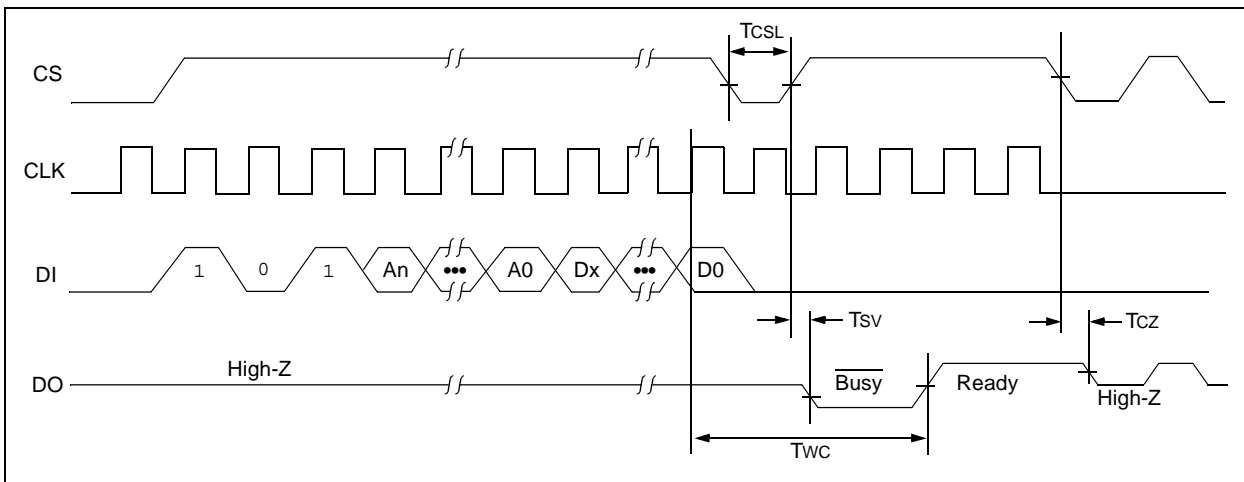 TCSL
CS
CLK
DI
1 0 1 An ••• A0 Dx ••• D0
TSV
TCZ
DO
High-Z
Busy
Ready
High-Z
TWC